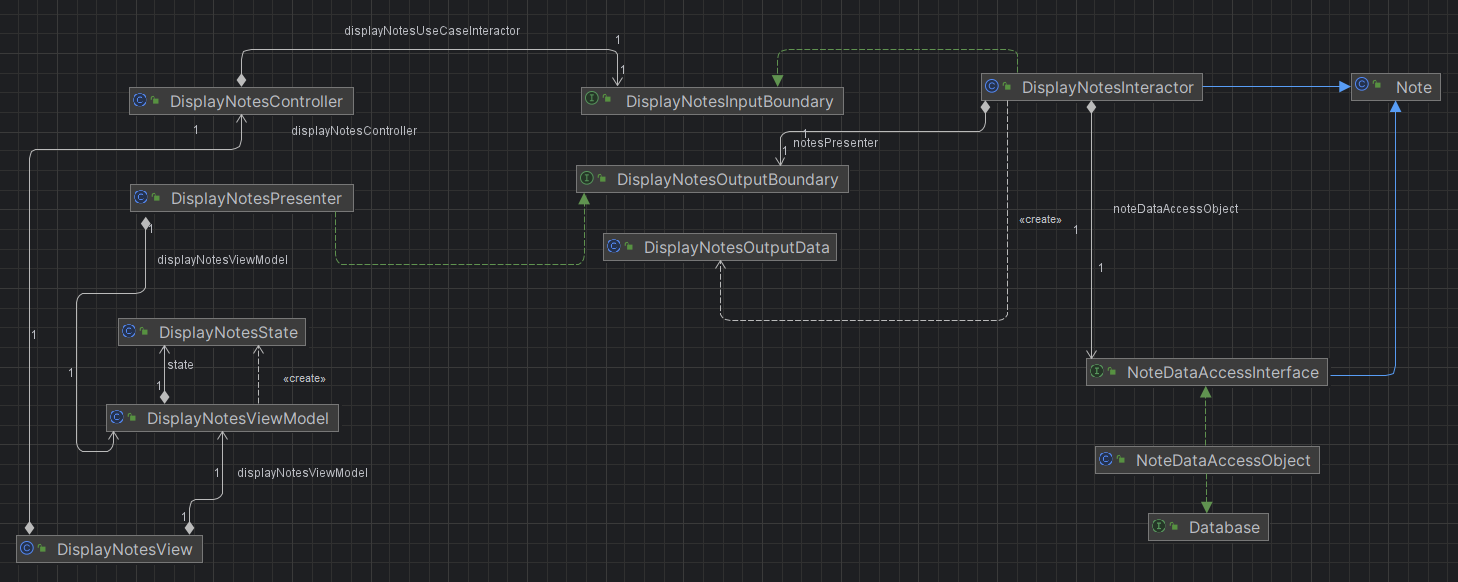 displayNotesUseCaseInteractor
1
1
DisplayNotesController
DisplayNotesInputBoundary
DisplayNotesInteractor
Note
1
displayNotesController
1
notesPresenter
1
DisplayNotesOutputBoundary
DisplayNotesPresenter
1
displayNotesViewModel
DisplayNotesOutputData
noteDataAccessObject
«create»
1
1
DisplayNotesState
1
state
1
1
«create»
DisplayNotesViewModel
NoteDataAccessInterface
1
displayNotesViewModel
1
DisplayNotesView
NoteDataAccessObject
Database